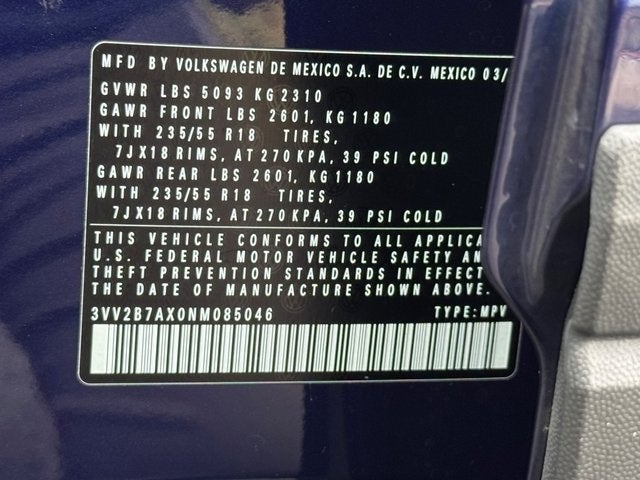 MFD BY VOLKSWAGEN DE MEXICO S.A. DE C.V. MEXICO 03/
GVWR LBS 5093 KG 2310
GAWR FRONT LBS 2601, KG 1180
WITH 235/55 R18 TIRES,
7JX18 RIMS, AT 270 KPA, 39 PSI COLD
GAWR REAR LBS 2601, KG 1180
WITH 235/55 R18 TIRES,
7JX18 RIMS, AT 270 KPA, 39 PSI COLD
THIS VEHICLE CONFORMS TO ALL APPLICA
U.S. FEDERAL MOTOR VEHICLE SAFETY AN
THEFT PREVENTION STANDARDS IN EFFECT
THE DATE OF MANUFACTURE SHOWN ABOVE.
3VV2B7AX0NM085046 TYPE: MPV